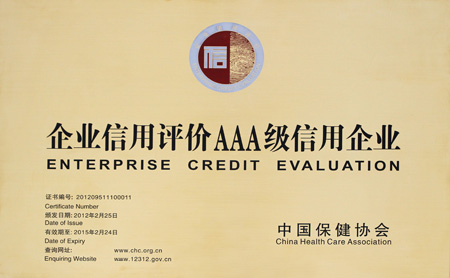 信
企业信用评价AAA级信用企业
ENTERPRISE CREDIT EVALUATION
证书编号: 201209511100011
Certificate Number
颁发日期: 2012年2月25日
Date of Issue
有效期至: 2015年2月24日
Date of Expiry
查询网址: www.chc.org.cn
Enquiring Website www.12312.gov.cn
中国保健协会
China Health Care Association